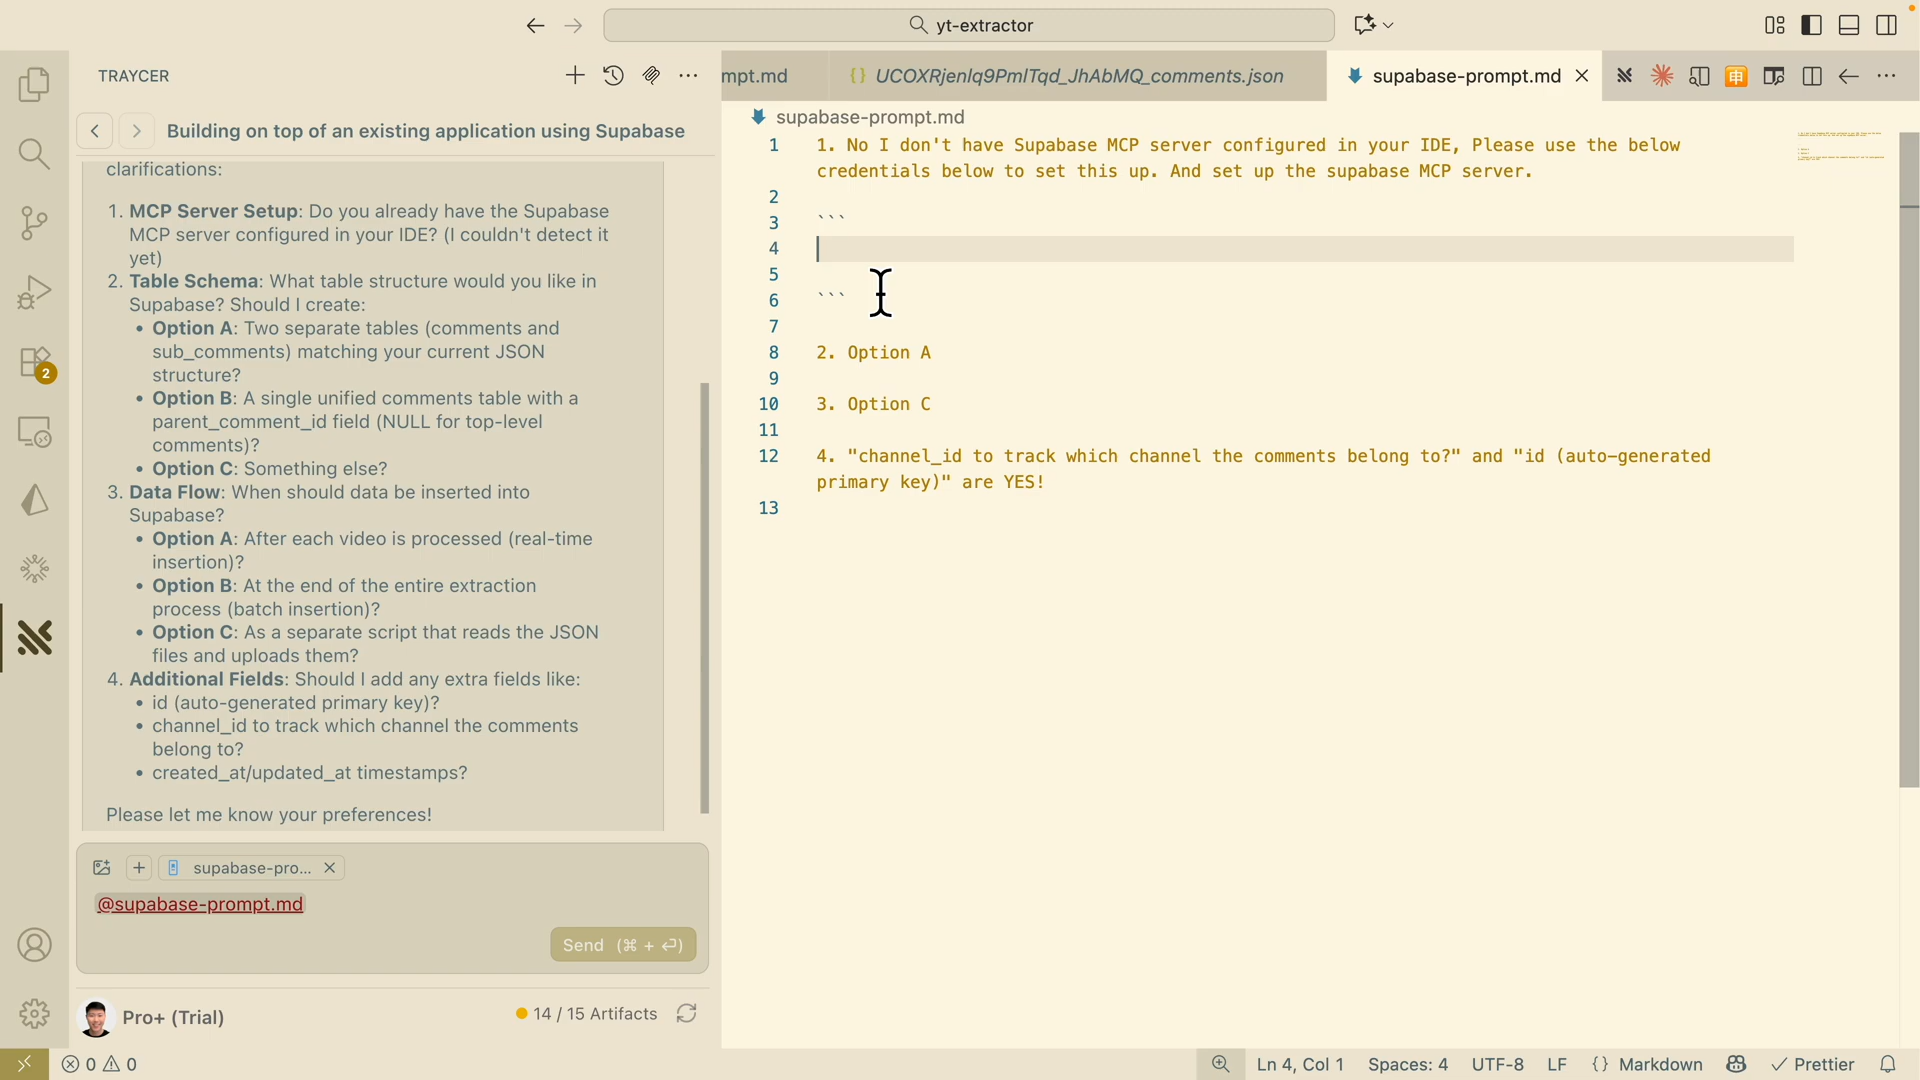 yt-extractor
TRAYCER
mpt.md
UCOXRjenlq9PmlTqd_JhAbMQ_comments.json
supabase-prompt.md
Building on top of an existing application using Supabase
clarifications:
1. MCP Server Setup: Do you already have the Supabase
MCP server configured in your IDE? (I couldn't detect it
yet)
2. Table Schema: What table structure would you like in
Supabase? Should I create:
• Option A: Two separate tables (comments and
sub_comments) matching your current JSON
structure?
• Option B: A single unified comments table with a
parent_comment_id field (NULL for top-level
comments)?
• Option C: Something else?
3. Data Flow: When should data be inserted into
Supabase?
• Option A: After each video is processed (real-time
insertion)?
• Option B: At the end of the entire extraction
process (batch insertion)?
• Option C: As a separate script that reads the JSON
files and uploads them?
4. Additional Fields: Should I add any extra fields like:
• id (auto-generated primary key)?
• channel_id to track which channel the comments
belong to?
• created_at/updated_at timestamps?
Please let me know your preferences!
supabase-pro...
@supabase-prompt.md
Send (⌘ + ⏎)
Pro+ (Trial)
14 / 15 Artifacts
supabase-prompt.md
1 1. No I don't have Supabase MCP server configured in your IDE, Please use the below
credentials below to set this up. And set up the supabase MCP server.
2
3 ```
4
5
6 ```
7
8 2. Option A
9
10 3. Option C
11
12 4. "channel_id to track which channel the comments belong to?" and "id (auto-generated
primary key)" are YES!
13
2
0 0
Ln 4, Col 1
Spaces: 4
UTF-8
LF
{} Markdown
Prettier